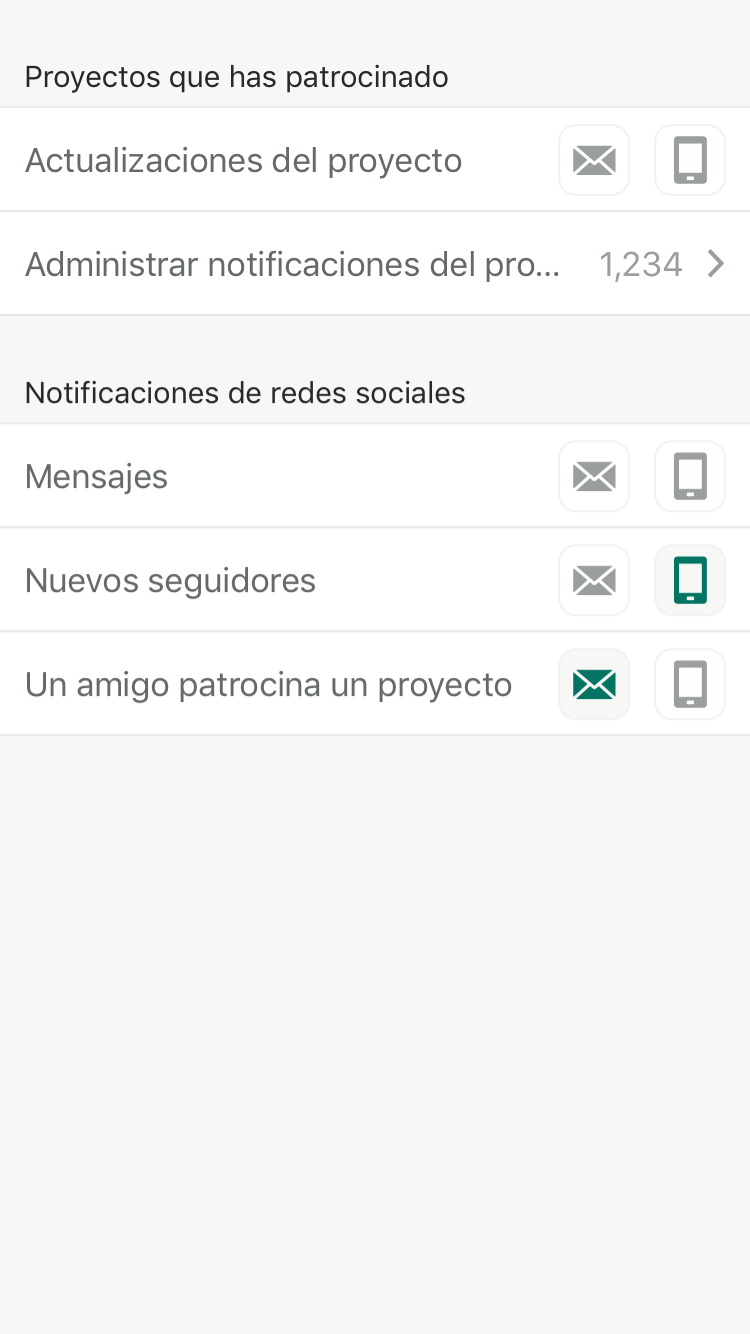 Proyectos que has patrocinado
Actualizaciones del proyecto
Administrar notificaciones del pro... 1,234
Notificaciones de redes sociales
Mensajes
Nuevos seguidores
Un amigo patrocina un proyecto